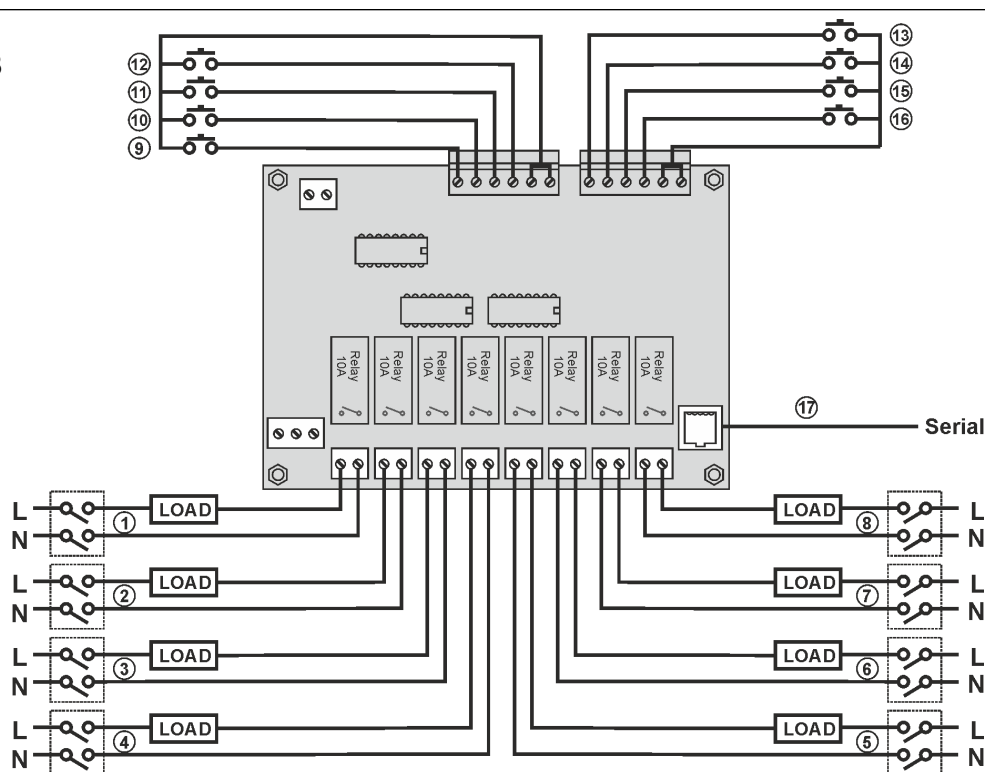 ⑫
⑪
⑩
⑨
⑬
⑭
⑮
⑯
Relay 10A
Relay 10A
Relay 10A
Relay 10A
Relay 10A
Relay 10A
Relay 10A
Relay 10A
⑰
Serial
L ① LOAD
N
L ② LOAD
N
L ③ LOAD
N
L ④ LOAD
N
LOAD ⑧ L
N
LOAD ⑦ L
N
LOAD ⑥ L
N
LOAD ⑤ L
N